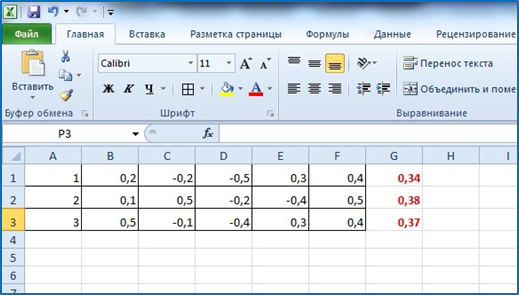 Файл Главная Вставка Разметка страницы Формулы Данные Рецензирование
Вставить
Calibri 11
Перенос текста
Ж К Ч
Объединить и поме
Буфер обмена Шрифт Выравнивание
P3 fx
A B C D E F G H I
1 1 0,2 -0,2 -0,5 0,3 0,4 0,34
2 2 0,1 0,5 -0,2 -0,4 0,5 0,38
3 3 0,5 -0,1 -0,4 0,3 0,4 0,37
4
5
6
7